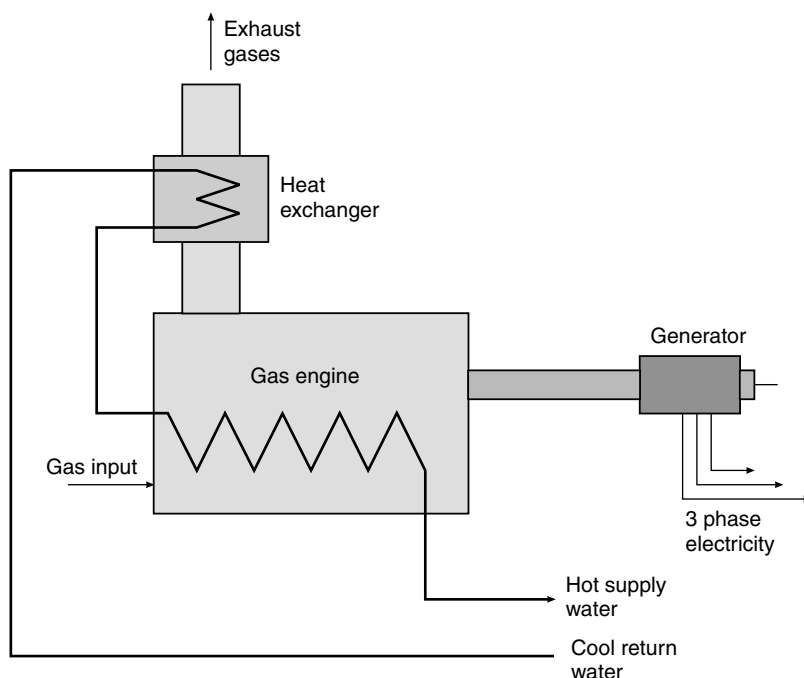 Exhaust
gases
Heat
exchanger
Generator
Gas engine
Gas input
3 phase
electricity
Hot supply
water
Cool return
water